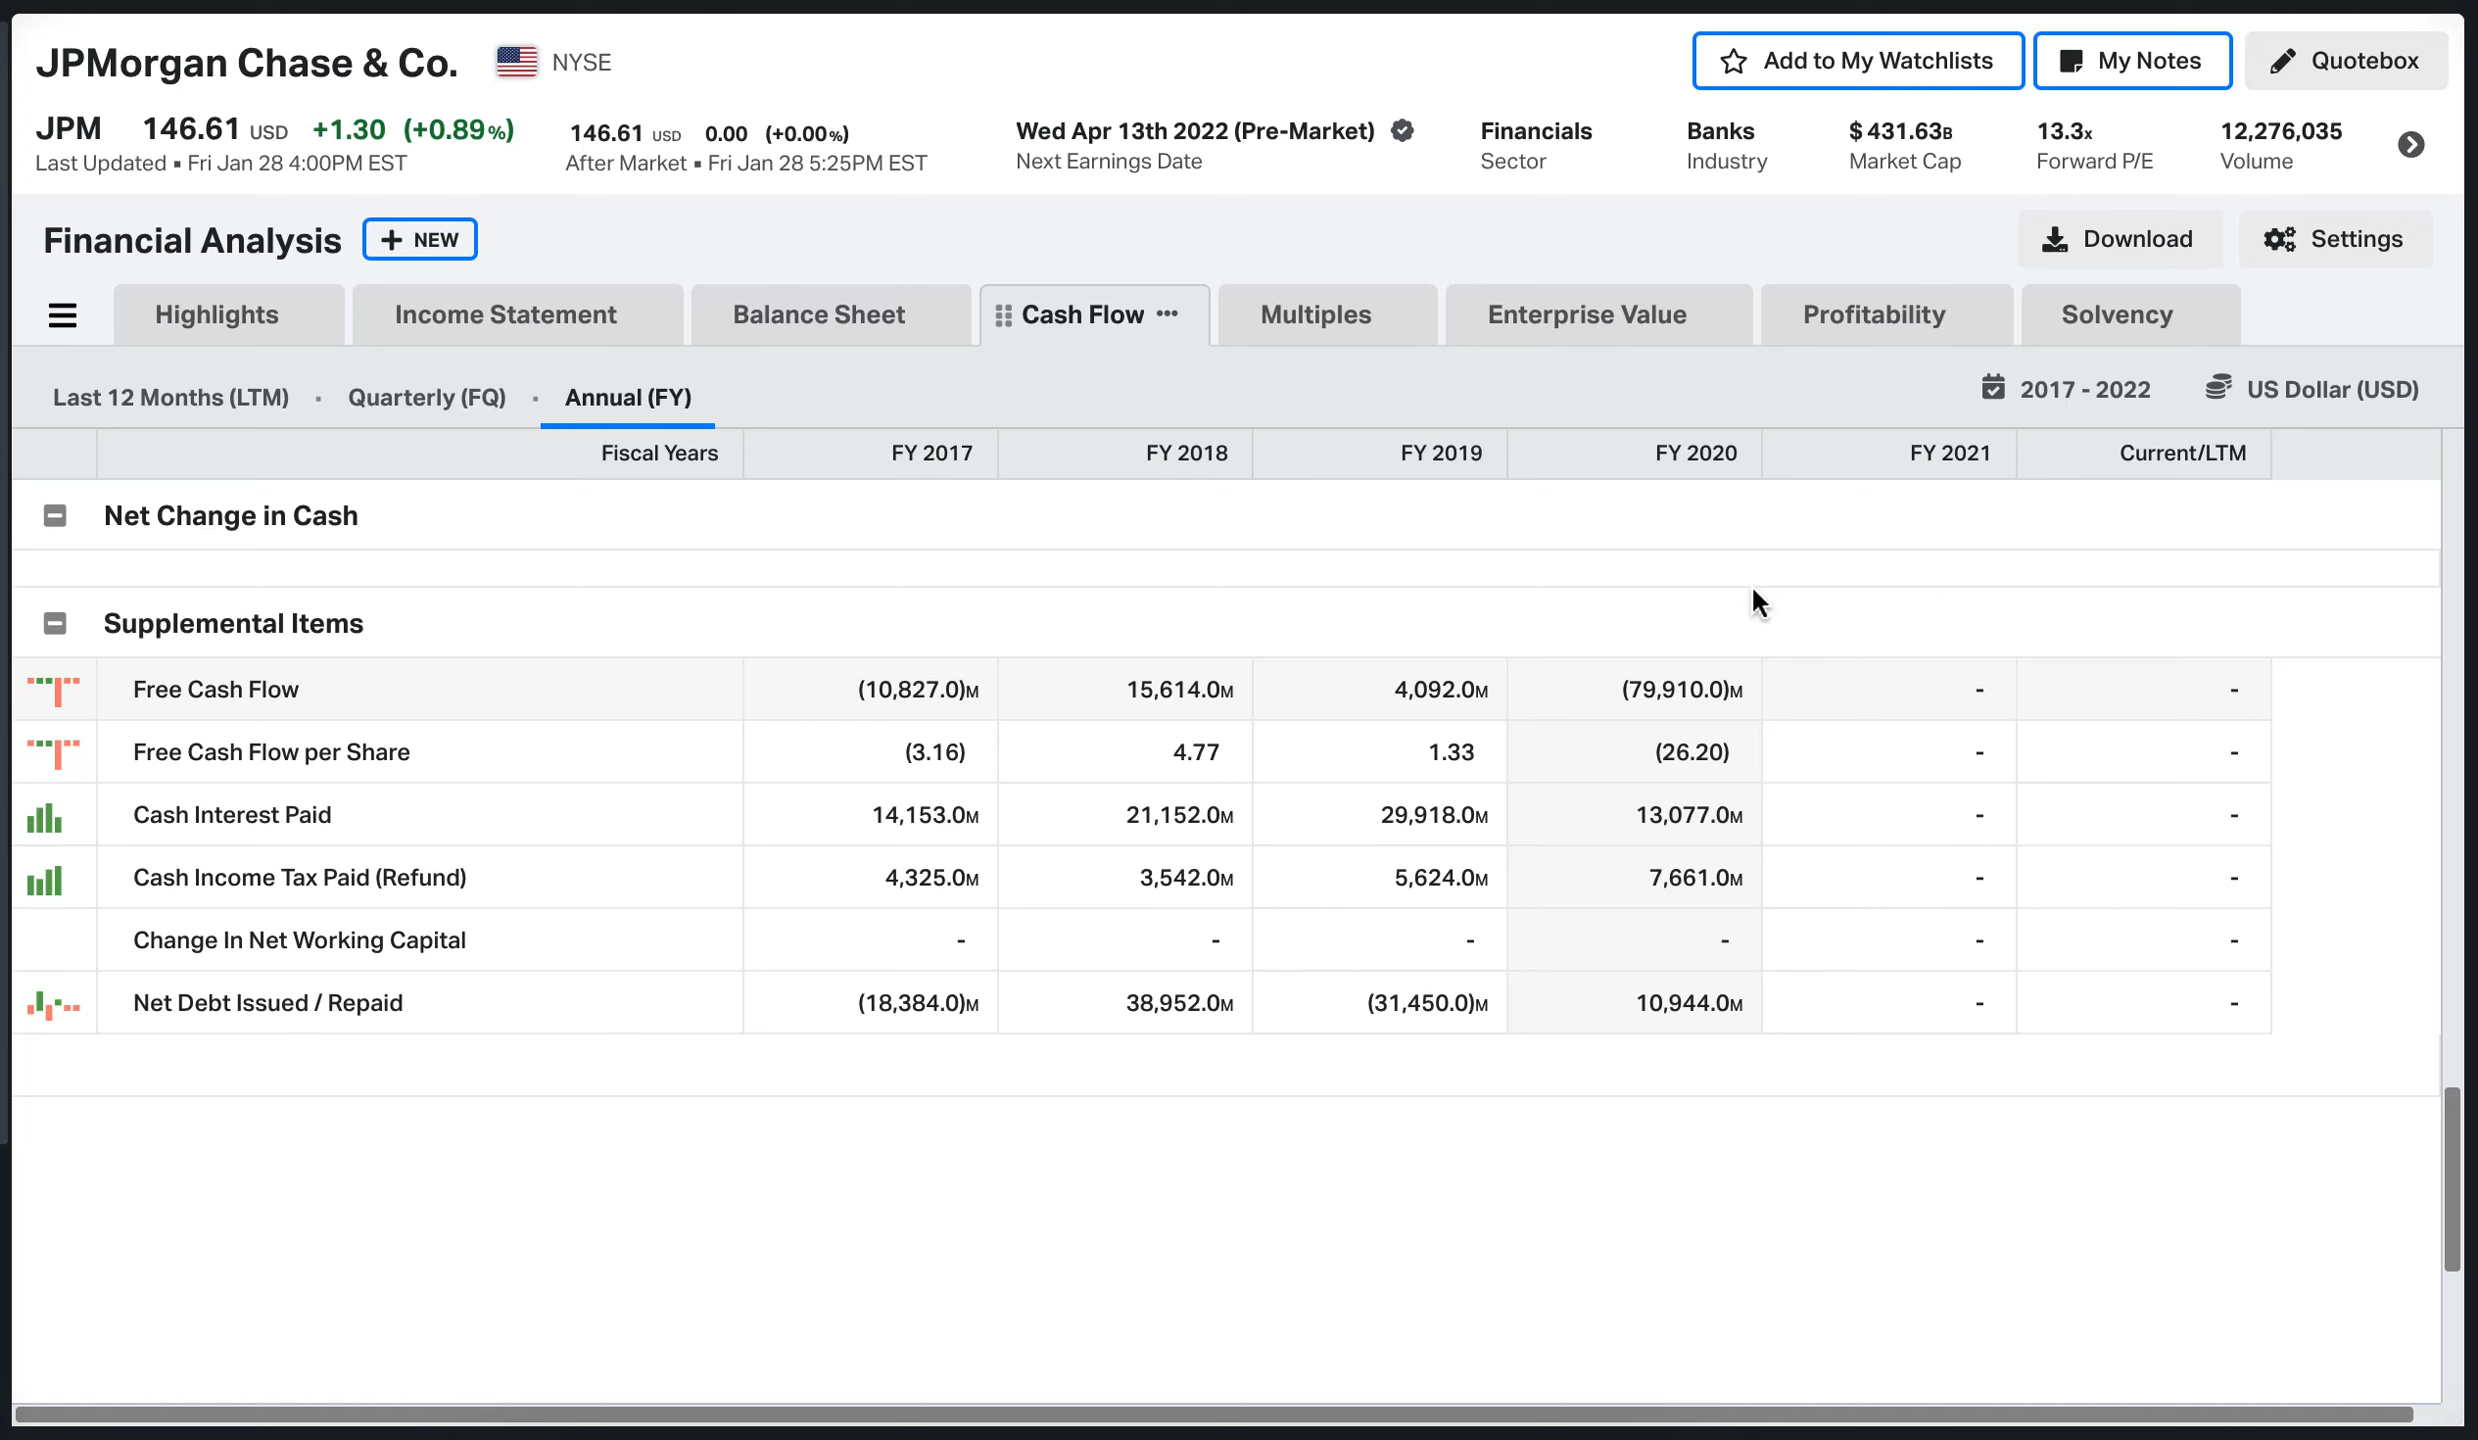 JPMorgan Chase & Co. NYSE Add to My Watchlists My Notes Quotebox
JPM 146.61 USD +1.30 (+0.89%) 146.61 USD 0.00 (+0.00%) Wed Apr 13th 2022 (Pre-Market) Financials Banks $431.63B 13.3x 12,276,035
Last Updated ▪ Fri Jan 28 4:00PM EST After Market ▪ Fri Jan 28 5:25PM EST Next Earnings Date Sector Industry Market Cap Forward P/E Volume
Financial Analysis + NEW Download Settings
Highlights Income Statement Balance Sheet Cash Flow ••• Multiples Enterprise Value Profitability Solvency
Last 12 Months (LTM) · Quarterly (FQ) · Annual (FY) 2017 - 2022 US Dollar (USD)
Fiscal Years FY 2017 FY 2018 FY 2019 FY 2020 FY 2021 Current/LTM
Net Change in Cash
Supplemental Items
Free Cash Flow (10,827.0)M 15,614.0M 4,092.0M (79,910.0)M - -
Free Cash Flow per Share (3.16) 4.77 1.33 (26.20) - -
Cash Interest Paid 14,153.0M 21,152.0M 29,918.0M 13,077.0M - -
Cash Income Tax Paid (Refund) 4,325.0M 3,542.0M 5,624.0M 7,661.0M - -
Change In Net Working Capital - - - - - -
Net Debt Issued / Repaid (18,384.0)M 38,952.0M (31,450.0)M 10,944.0M - -